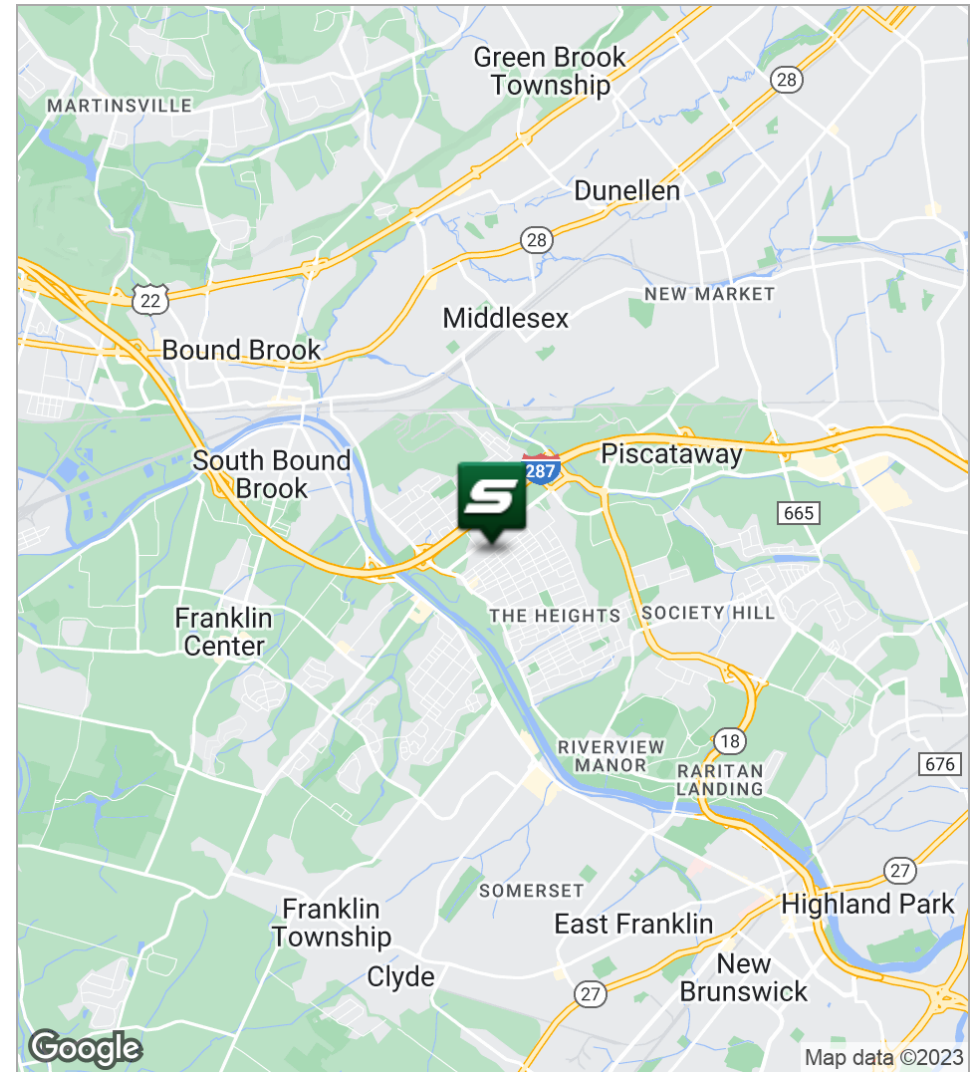 Green Brook
Township
28
MARTINSVILLE
Dunellen
28
22
NEW MARKET
Middlesex
Bound Brook
South Bound
Brook
S
287
Piscataway
665
Franklin
Center
THE HEIGHTS
SOCIETY HILL
18
RIVERVIEW
MANOR
RARITAN
LANDING
676
27
SOMERSET
Highland Park
Franklin
Township
East Franklin
Clyde
New
Brunswick
27
Google
Map data ©2023